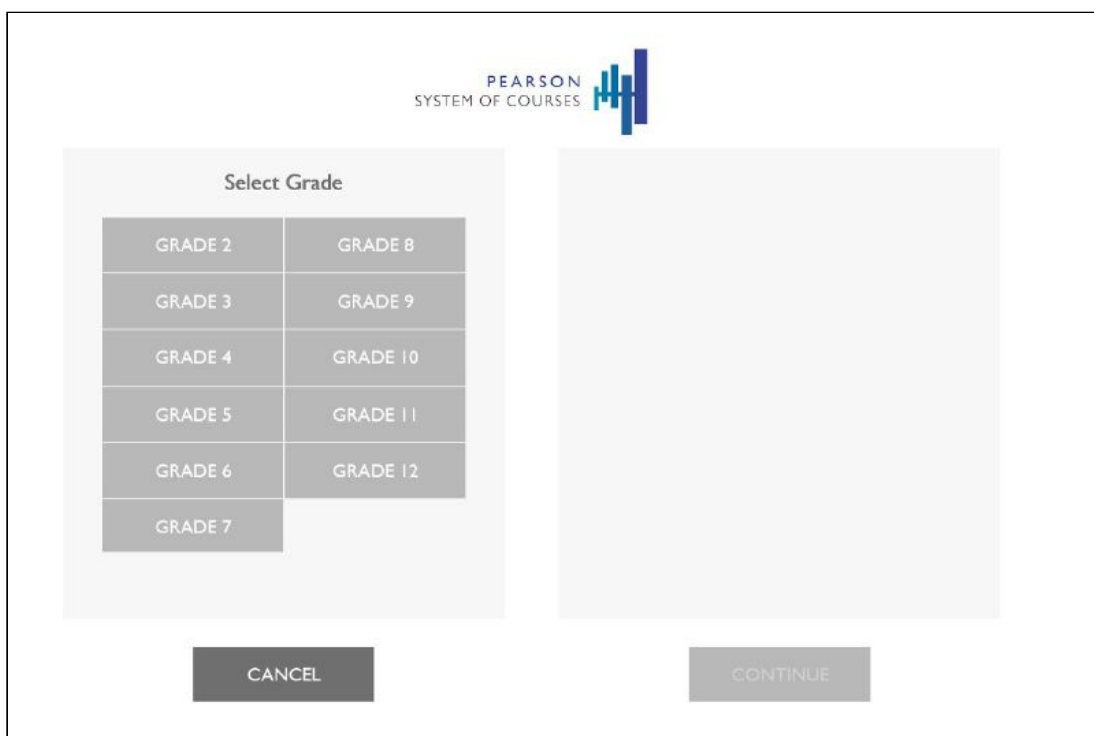 PEARSON
SYSTEM OF COURSES
Select Grade
GRADE 2
GRADE 8
GRADE 3
GRADE 9
GRADE 4
GRADE 10
GRADE 5
GRADE 11
GRADE 6
GRADE 12
GRADE 7
CANCEL
CONTINUE